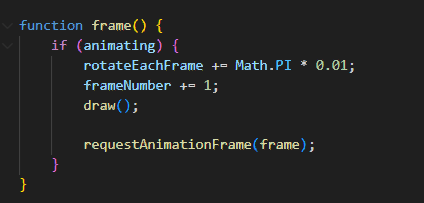 function frame() {
    if (animating) {
        rotateEachFrame += Math.PI * 0.01;
        frameNumber += 1;
        draw();

        requestAnimationFrame(frame);
    }
}